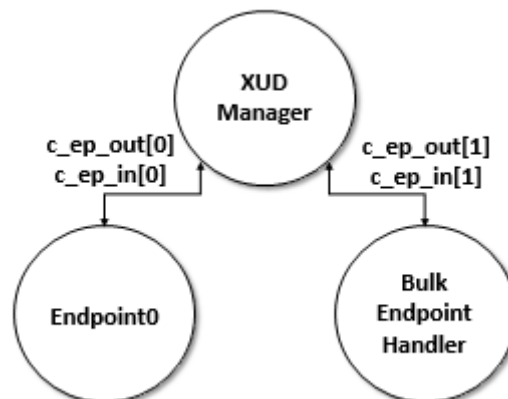 XUD
Manager
c_ep_out[0]
c_ep_in[0]
c_ep_out[1]
c_ep_in[1]
Endpoint0
Bulk
Endpoint
Handler